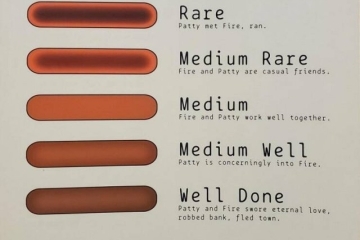 Rare
Patty met Fire, ran.
Medium Rare
Fire and Patty are casual friends.
Medium
Fire and Patty work well together.
Medium Well
Patty is concerningly into Fire.
Well Done
Patty and Fire swore eternal love,
robbed bank, fled town.